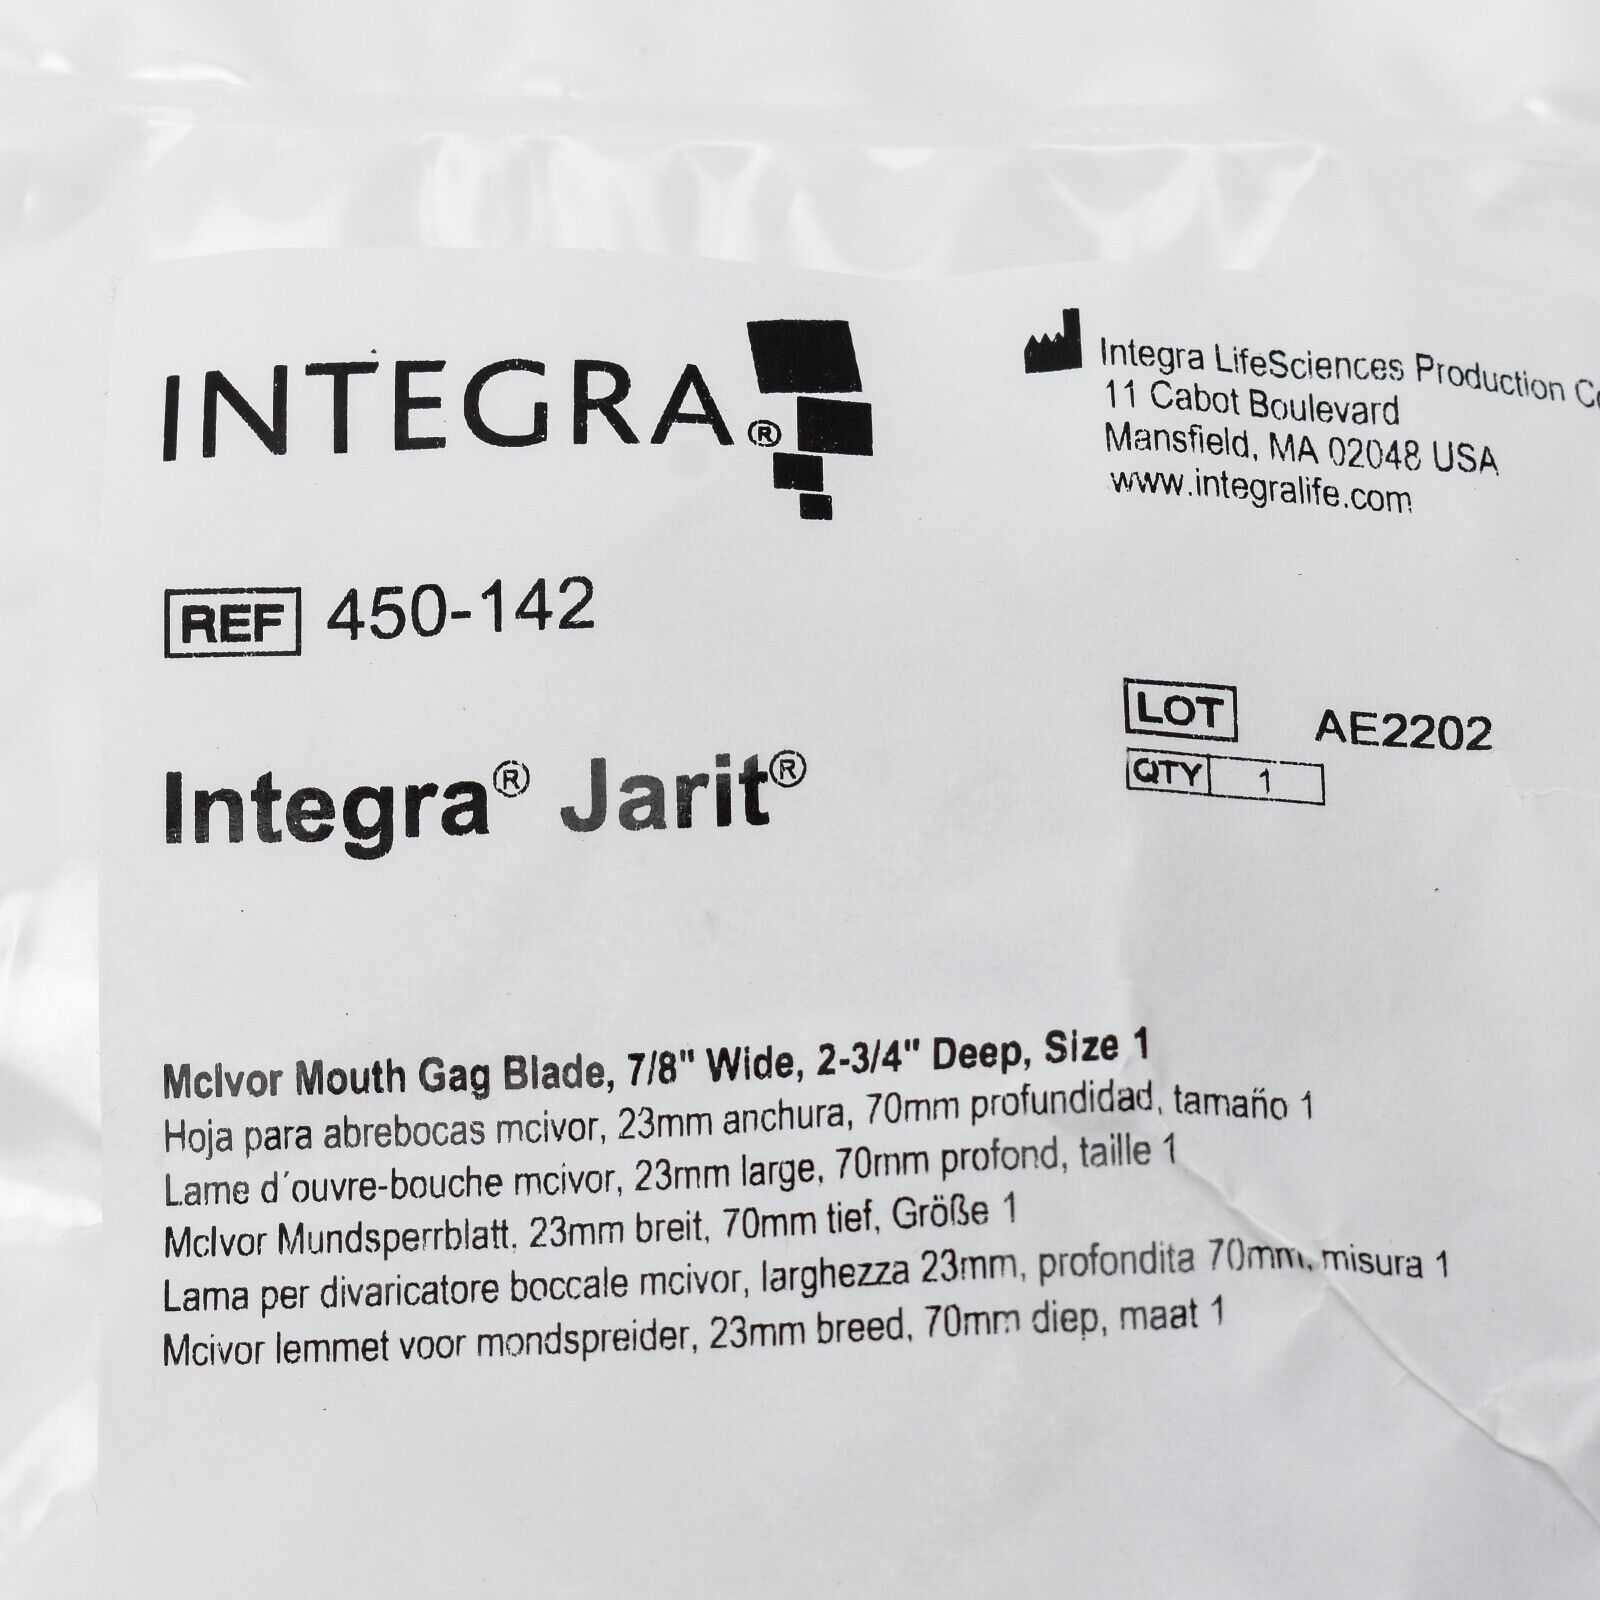 INTEGRA®
Integra LifeSciences Production
11 Cabot Boulevard
Mansfield, MA 02048 USA
www.integralife.com
REF 450-142
LOT AE2202
QTY 1
Integra® Jarit®
McIvor Mouth Gag Blade, 7/8" Wide, 2-3/4" Deep, Size 1
Hoja para abrebocas mcivor, 23mm anchura, 70mm profundidad, tamaño 1
Lame d´ouvre-bouche mcivor, 23mm large, 70mm profond, taille 1
McIvor Mundsperrblatt, 23mm breit, 70mm tief, Größe 1
Lama per divaricatore boccale mcivor, larghezza 23mm, profondita 70mm, misura 1
Mcivor lemmet voor mondspreider, 23mm breed, 70mm diep, maat 1